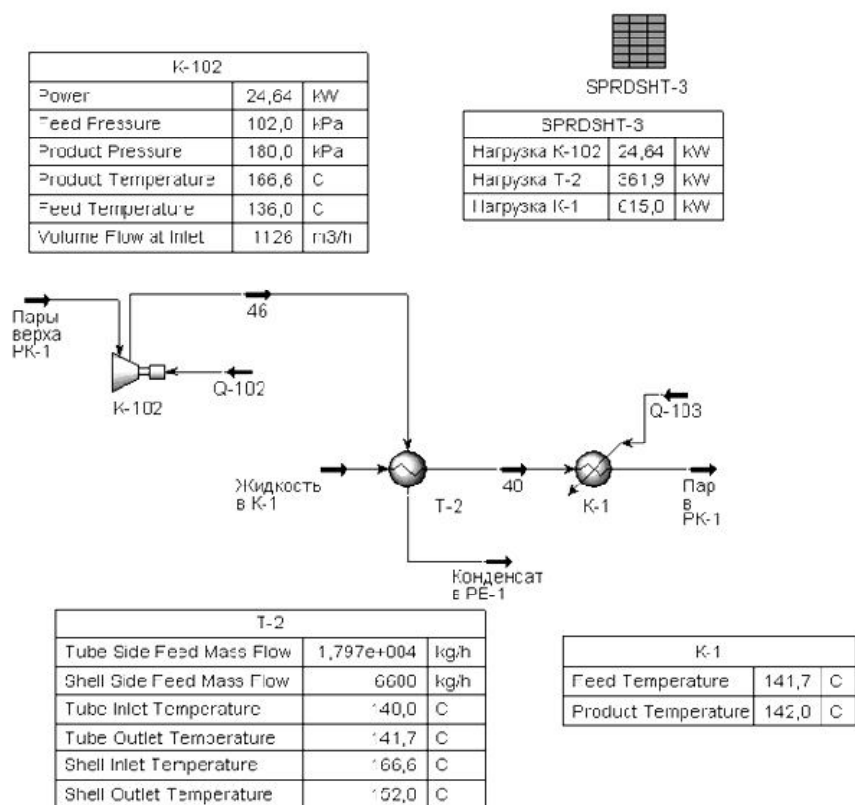 K-102
Power 24,64 kW
Feed Pressure 102,0 kPa
Product Pressure 180,0 kPa
Product Temperature 166,6 C
Feed Temperature 136,0 C
Volume Flow at Inlet 1126 m3/h
SPRDSHT-3
SPRDSHT-3
Нагрузка К-102 24,64 kW
Нагрузка Т-2 361,9 kW
Нагрузка К-1 615,0 kW
Пары
верха
РК-1
46
K-102
Q-102
Q-103
Жидкость
в К-1
T-2
40
K-1
Пар
в
РК-1
Конденсат
в РЕ-1
T-2
Tube Side Feed Mass Flow 1,797e+004 kg/h
Shell Side Feed Mass Flow 6600 kg/h
Tube Inlet Temperature 140,0 C
Tube Outlet Temperature 141,7 C
Shell Inlet Temperature 166,6 C
Shell Outlet Temperature 152,0 C
K-1
Feed Temperature 141,7 C
Product Temperature 142,0 C